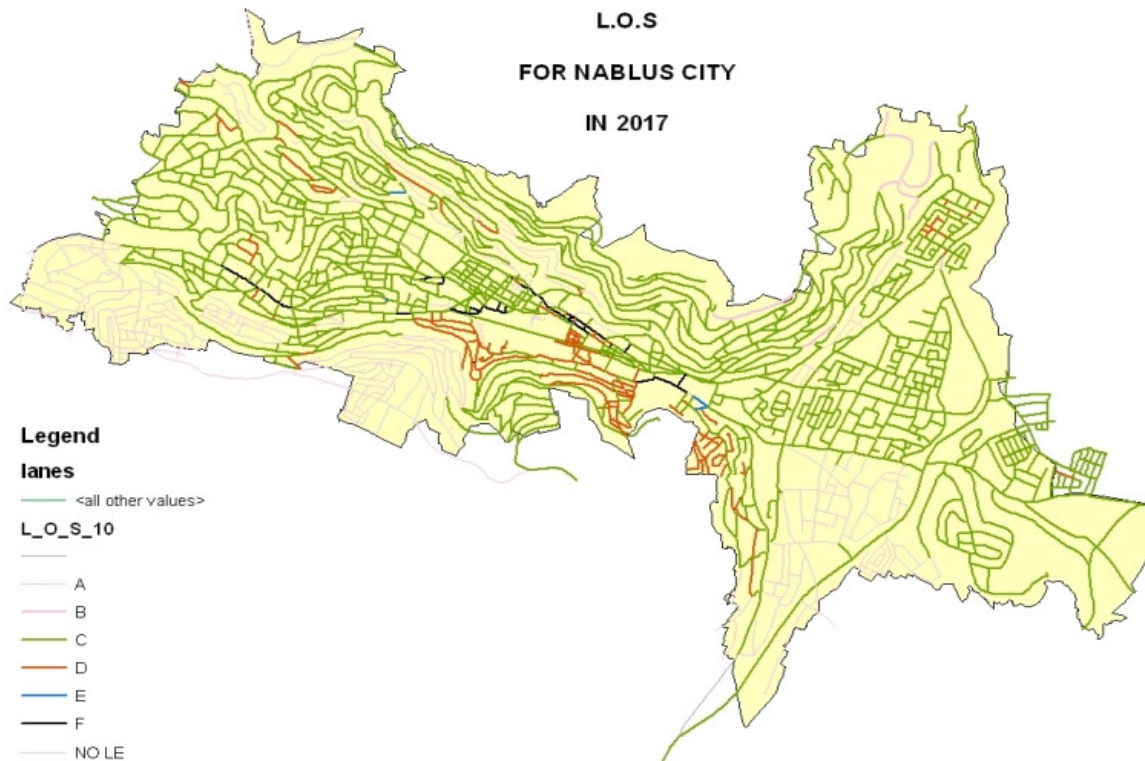 L.O.S
FOR NABLUS CITY
IN 2017
Legend
lanes
<all other values>
L_O_S_10
A
B
C
D
E
F
NO LE